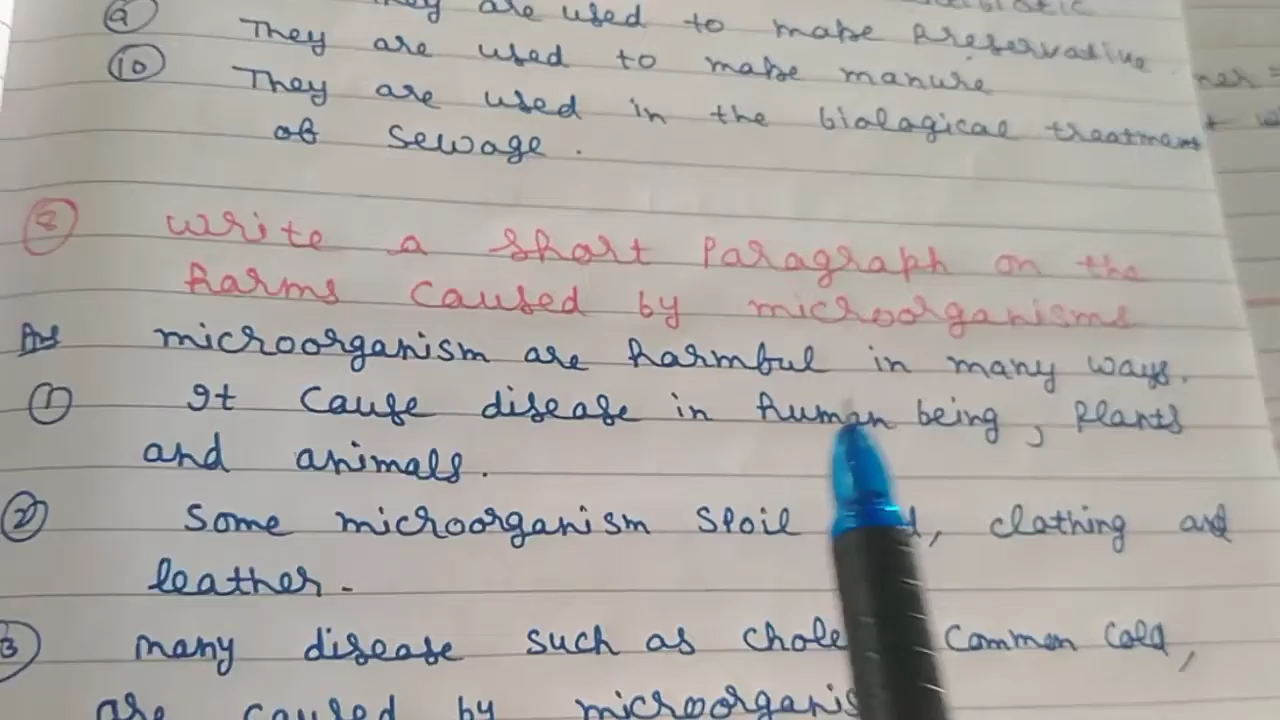 are used to make Preservative
⑨ They are used to make manure
⑩ They are used in the biological treatment
of Sewage.
⑧ Write a short Paragraph on the
harms caused by microorganisms
Ans microorganism are harmful in many ways.
① It cause disease in human being, Plants
and animals.
② Some microorganism spoil clothing and
leather.
③ many disease such as Common Cold,
are caused by